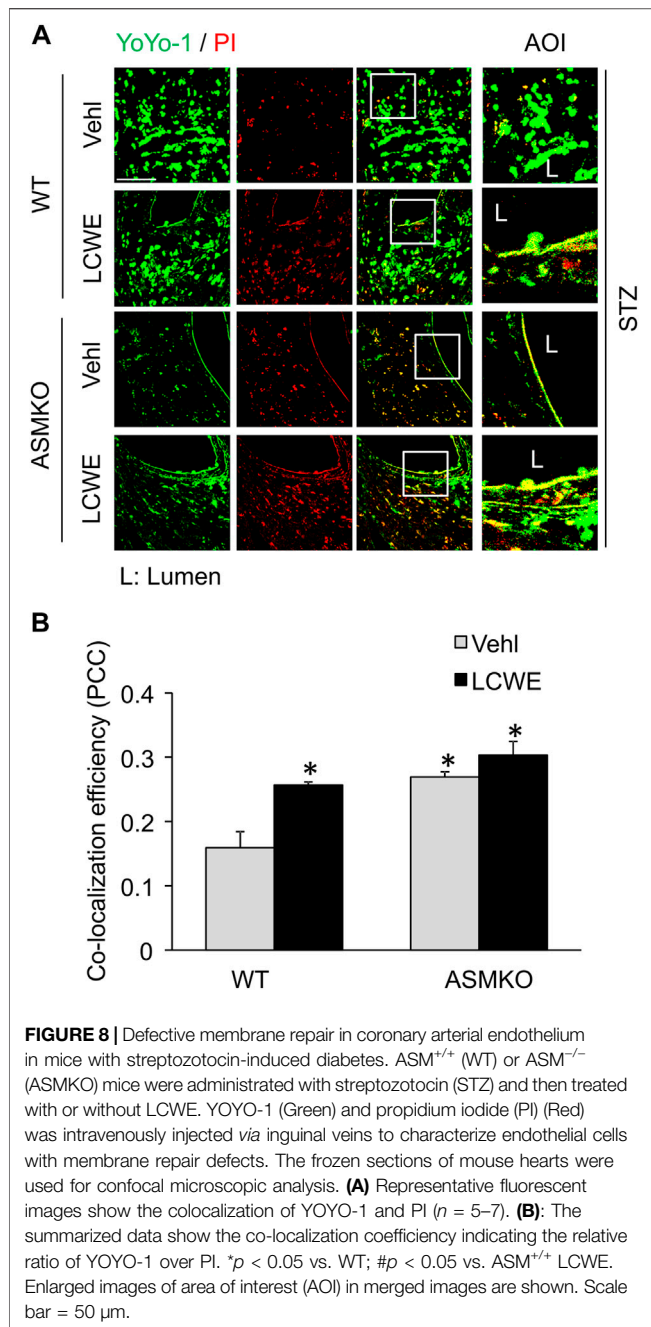 A
YoYo-1 / PI
AOI
WT
Vehl
L
LCWE
L
STZ
ASMKO
Vehl
L
LCWE
L
L: Lumen
B
Vehl
LCWE
Co-localization efficiency (PCC)
0.4
0.3
0.2
0.1
0
*
*
*
WT
ASMKO
FIGURE 8 | Defective membrane repair in coronary arterial endothelium
in mice with streptozotocin-induced diabetes. ASM+/+ (WT) or ASM−/−
(ASMKO) mice were administrated with streptozotocin (STZ) and then treated
with or without LCWE. YOYO-1 (Green) and propidium iodide (PI) (Red)
was intravenously injected via inguinal veins to characterize endothelial cells
with membrane repair defects. The frozen sections of mouse hearts were
used for confocal microscopic analysis. (A) Representative fluorescent
images show the colocalization of YOYO-1 and PI (n = 5–7). (B): The
summarized data show the co-localization coefficiency indicating the relative
ratio of YOYO-1 over PI. *p < 0.05 vs. WT; #p < 0.05 vs. ASM+/+ LCWE.
Enlarged images of area of interest (AOI) in merged images are shown. Scale
bar = 50 μm.